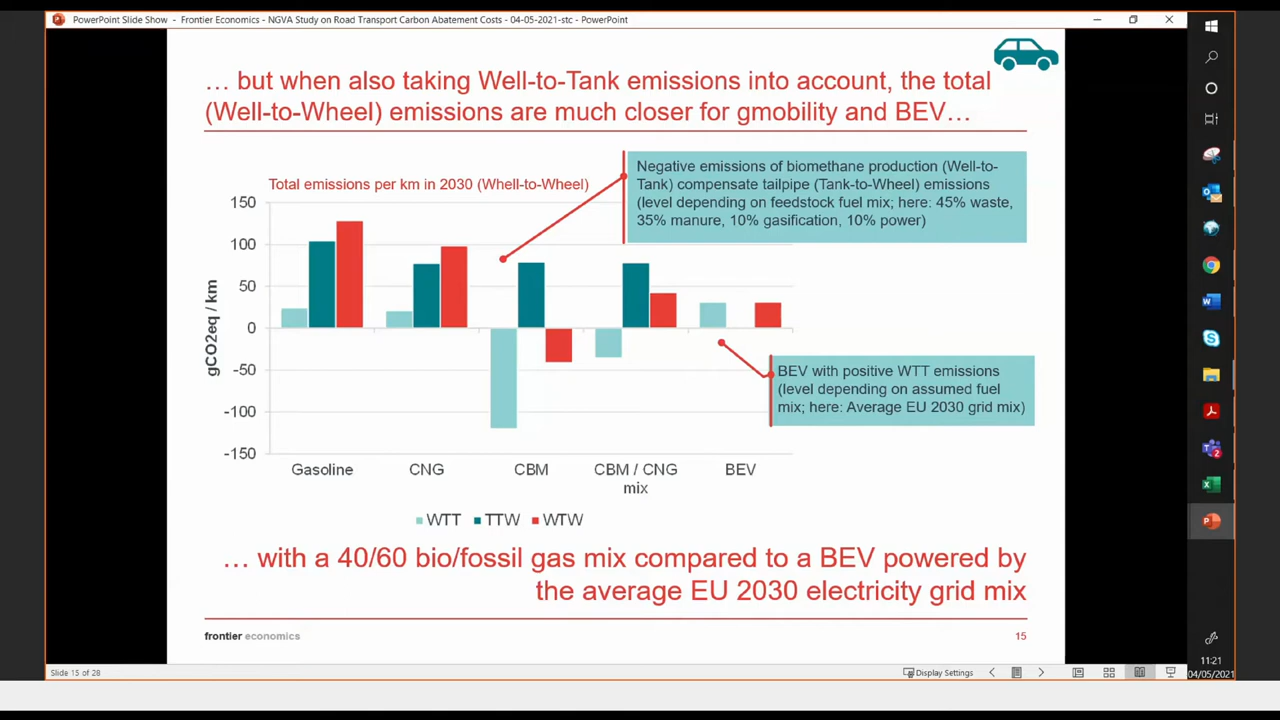 PowerPoint Slide Show - Frontier Economics - NGVA Study on Road Transport Carbon Abatement Costs - 04-05-2021-stc - PowerPoint
… but when also taking Well-to-Tank emissions into account, the total
(Well-to-Wheel) emissions are much closer for gmobility and BEV…
Total emissions per km in 2030 (Whell-to-Wheel)
Negative emissions of biomethane production (Well-to-
Tank) compensate tailpipe (Tank-to-Wheel) emissions
(level depending on feedstock fuel mix; here: 45% waste,
35% manure, 10% gasification, 10% power)
gCO2eq / km
150
100
50
0
-50
-100
-150
BEV with positive WTT emissions
(level depending on assumed fuel
mix; here: Average EU 2030 grid mix)
Gasoline CNG CBM CBM / CNG BEV
mix
WTT TTW WTW
… with a 40/60 bio/fossil gas mix compared to a BEV powered by
the average EU 2030 electricity grid mix
frontier economics 15
Slide 15 of 28 Display Settings
11:21
04/05/2021